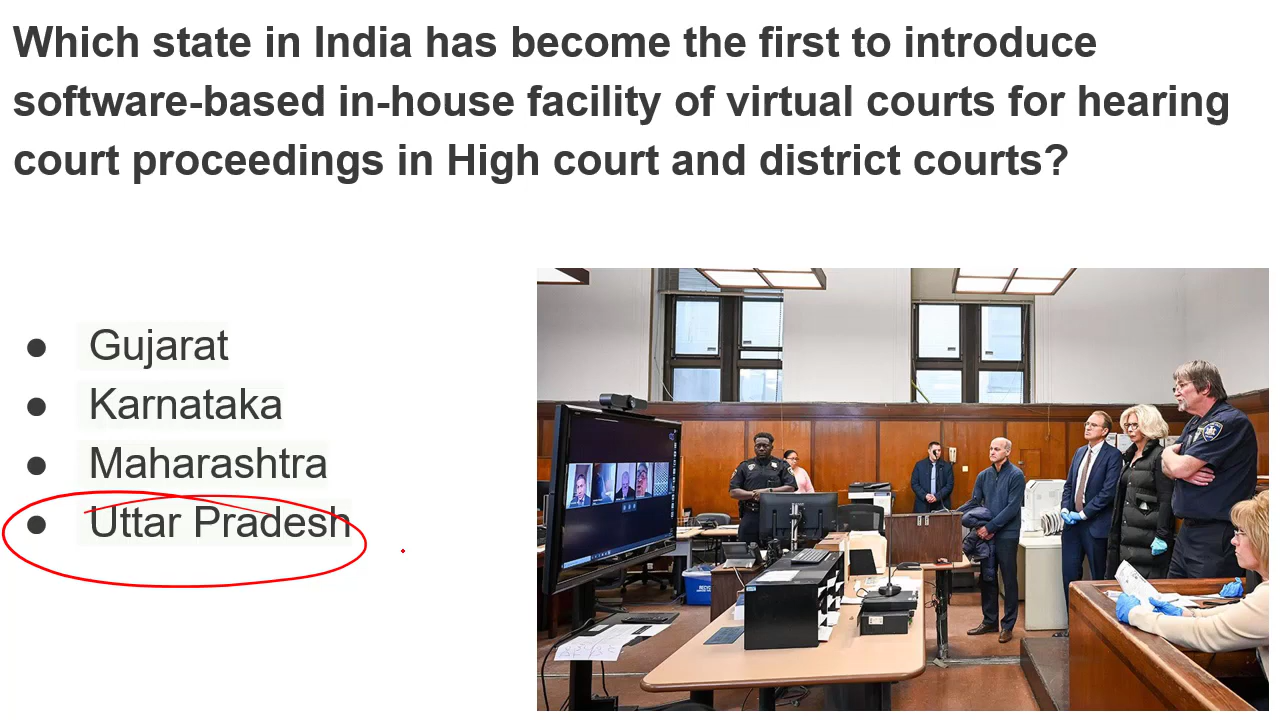 Which state in India has become the first to introduce
software-based in-house facility of virtual courts for hearing
court proceedings in High court and district courts?
● Gujarat
● Karnataka
● Maharashtra
● Uttar Pradesh